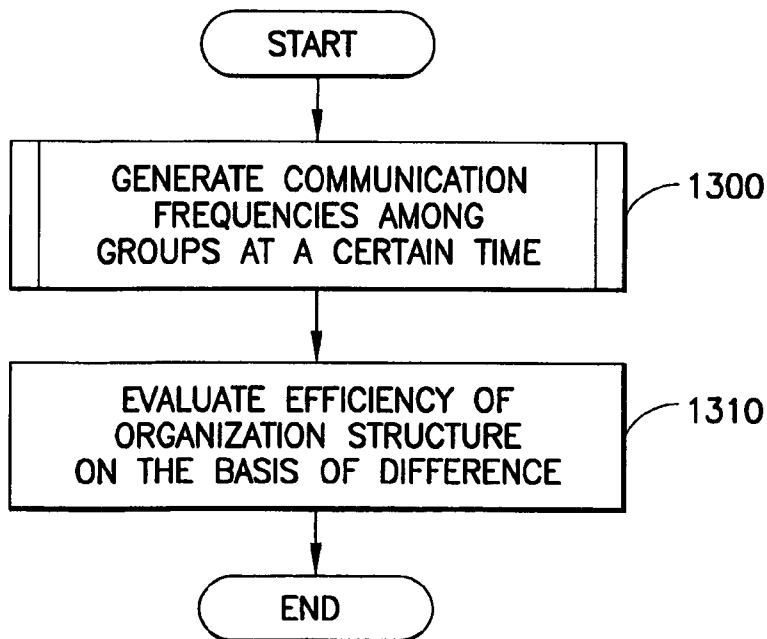 START
GENERATE COMMUNICATION
FREQUENCIES AMONG
GROUPS AT A CERTAIN TIME
1300
EVALUATE EFFICIENCY OF
ORGANIZATION STRUCTURE
ON THE BASIS OF DIFFERENCE
1310
END